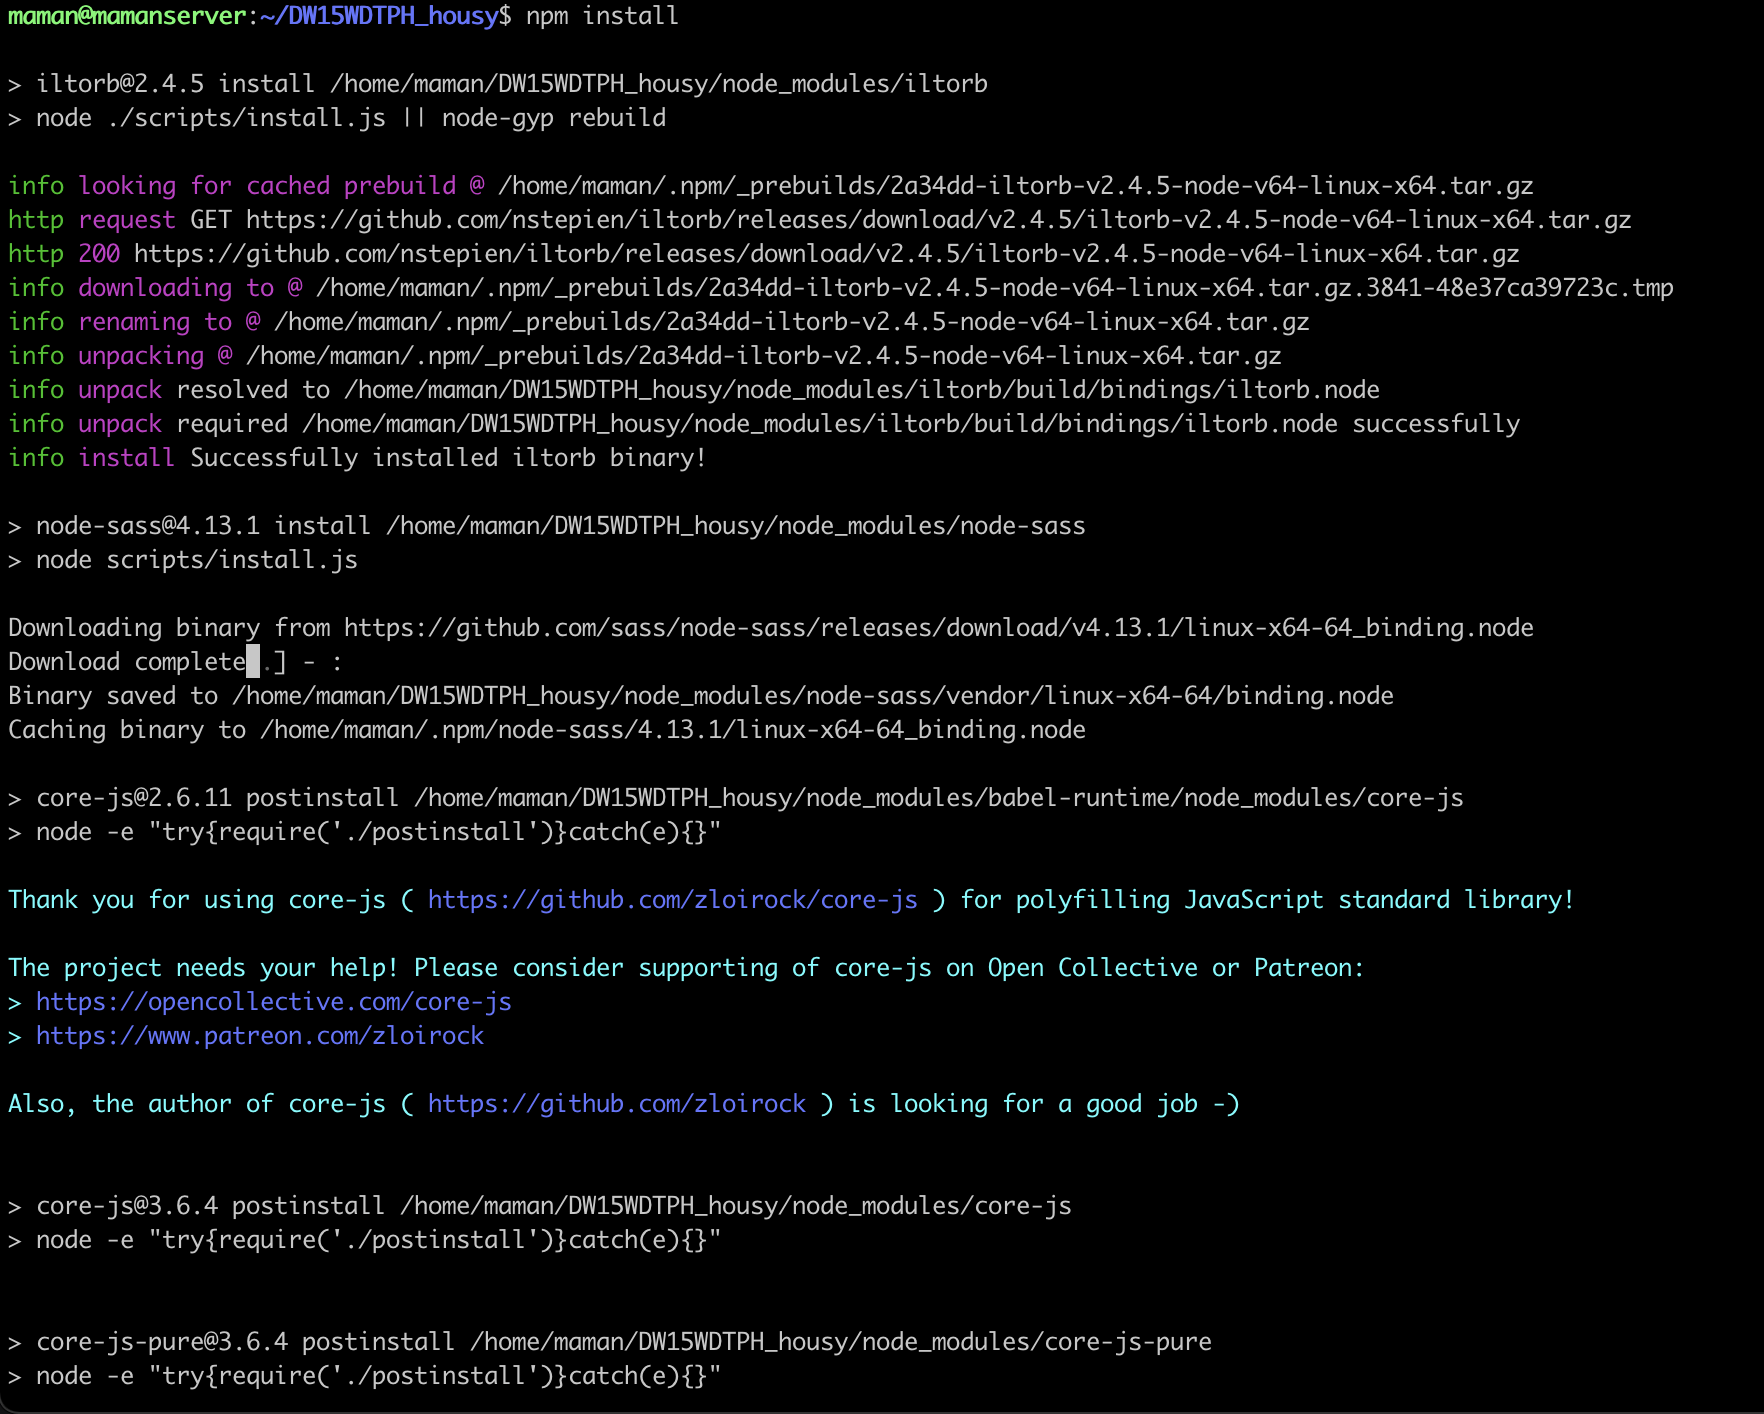 maman@mamanserver:~/DW15WDTPH_housy$ npm install
> iltorb@2.4.5 install /home/maman/DW15WDTPH_housy/node_modules/iltorb
> node ./scripts/install.js || node-gyp rebuild
info looking for cached prebuild @ /home/maman/.npm/_prebuilds/2a34dd-iltorb-v2.4.5-node-v64-linux-x64.tar.gz
http request GET https://github.com/nstepien/iltorb/releases/download/v2.4.5/iltorb-v2.4.5-node-v64-linux-x64.tar.gz
http 200 https://github.com/nstepien/iltorb/releases/download/v2.4.5/iltorb-v2.4.5-node-v64-linux-x64.tar.gz
info downloading to @ /home/maman/.npm/_prebuilds/2a34dd-iltorb-v2.4.5-node-v64-linux-x64.tar.gz.3841-48e37ca39723c.tmp
info renaming to @ /home/maman/.npm/_prebuilds/2a34dd-iltorb-v2.4.5-node-v64-linux-x64.tar.gz
info unpacking @ /home/maman/.npm/_prebuilds/2a34dd-iltorb-v2.4.5-node-v64-linux-x64.tar.gz
info unpack resolved to /home/maman/DW15WDTPH_housy/node_modules/iltorb/build/bindings/iltorb.node
info unpack required /home/maman/DW15WDTPH_housy/node_modules/iltorb/build/bindings/iltorb.node successfully
info install Successfully installed iltorb binary!
> node-sass@4.13.1 install /home/maman/DW15WDTPH_housy/node_modules/node-sass
> node scripts/install.js
Downloading binary from https://github.com/sass/node-sass/releases/download/v4.13.1/linux-x64-64_binding.node
Download complete .] - :
Binary saved to /home/maman/DW15WDTPH_housy/node_modules/node-sass/vendor/linux-x64-64/binding.node
Caching binary to /home/maman/.npm/node-sass/4.13.1/linux-x64-64_binding.node
> core-js@2.6.11 postinstall /home/maman/DW15WDTPH_housy/node_modules/babel-runtime/node_modules/core-js
> node -e "try{require('./postinstall')}catch(e){}"
Thank you for using core-js ( https://github.com/zloirock/core-js ) for polyfilling JavaScript standard library!
The project needs your help! Please consider supporting of core-js on Open Collective or Patreon:
> https://opencollective.com/core-js
> https://www.patreon.com/zloirock
Also, the author of core-js ( https://github.com/zloirock ) is looking for a good job -)
> core-js@3.6.4 postinstall /home/maman/DW15WDTPH_housy/node_modules/core-js
> node -e "try{require('./postinstall')}catch(e){}"
> core-js-pure@3.6.4 postinstall /home/maman/DW15WDTPH_housy/node_modules/core-js-pure
> node -e "try{require('./postinstall')}catch(e){}"